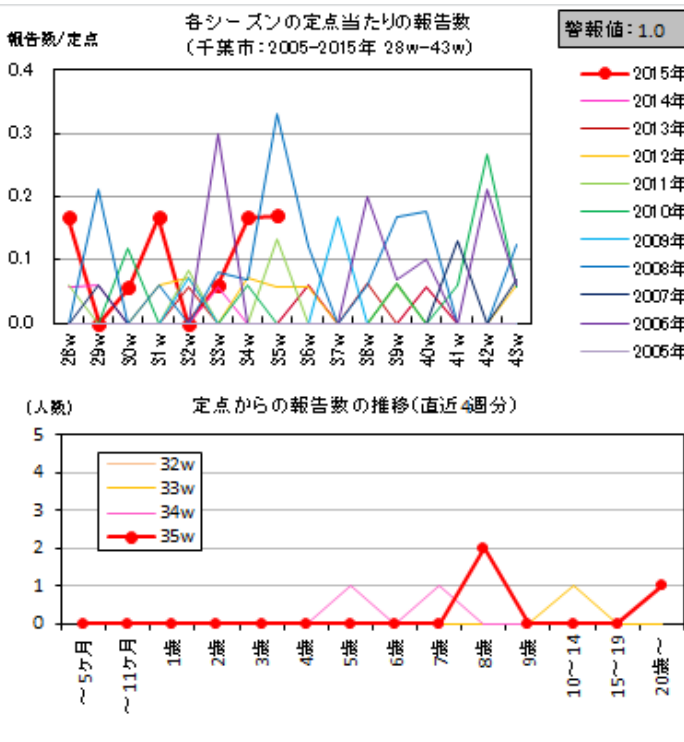 各シーズンの定点当たりの報告数
(千葉市:2005-2015年 28w-43w)
警報値:1.0
報告数/定点
0.4
0.3
0.2
0.1
0.0
28w
29w
30w
31w
32w
33w
34w
35w
36w
37w
38w
39w
40w
41w
42w
43w
2015年
2014年
2013年
2012年
2011年
2010年
2009年
2008年
2007年
2006年
2005年
(人数)
定点からの報告数の推移(直近4週分)
5
4
3
2
1
0
32w
33w
34w
35w
~5ヶ月
~11ヶ月
1歳
2歳
3歳
4歳
5歳
6歳
7歳
8歳
9歳
10~14
15~19
20歳~